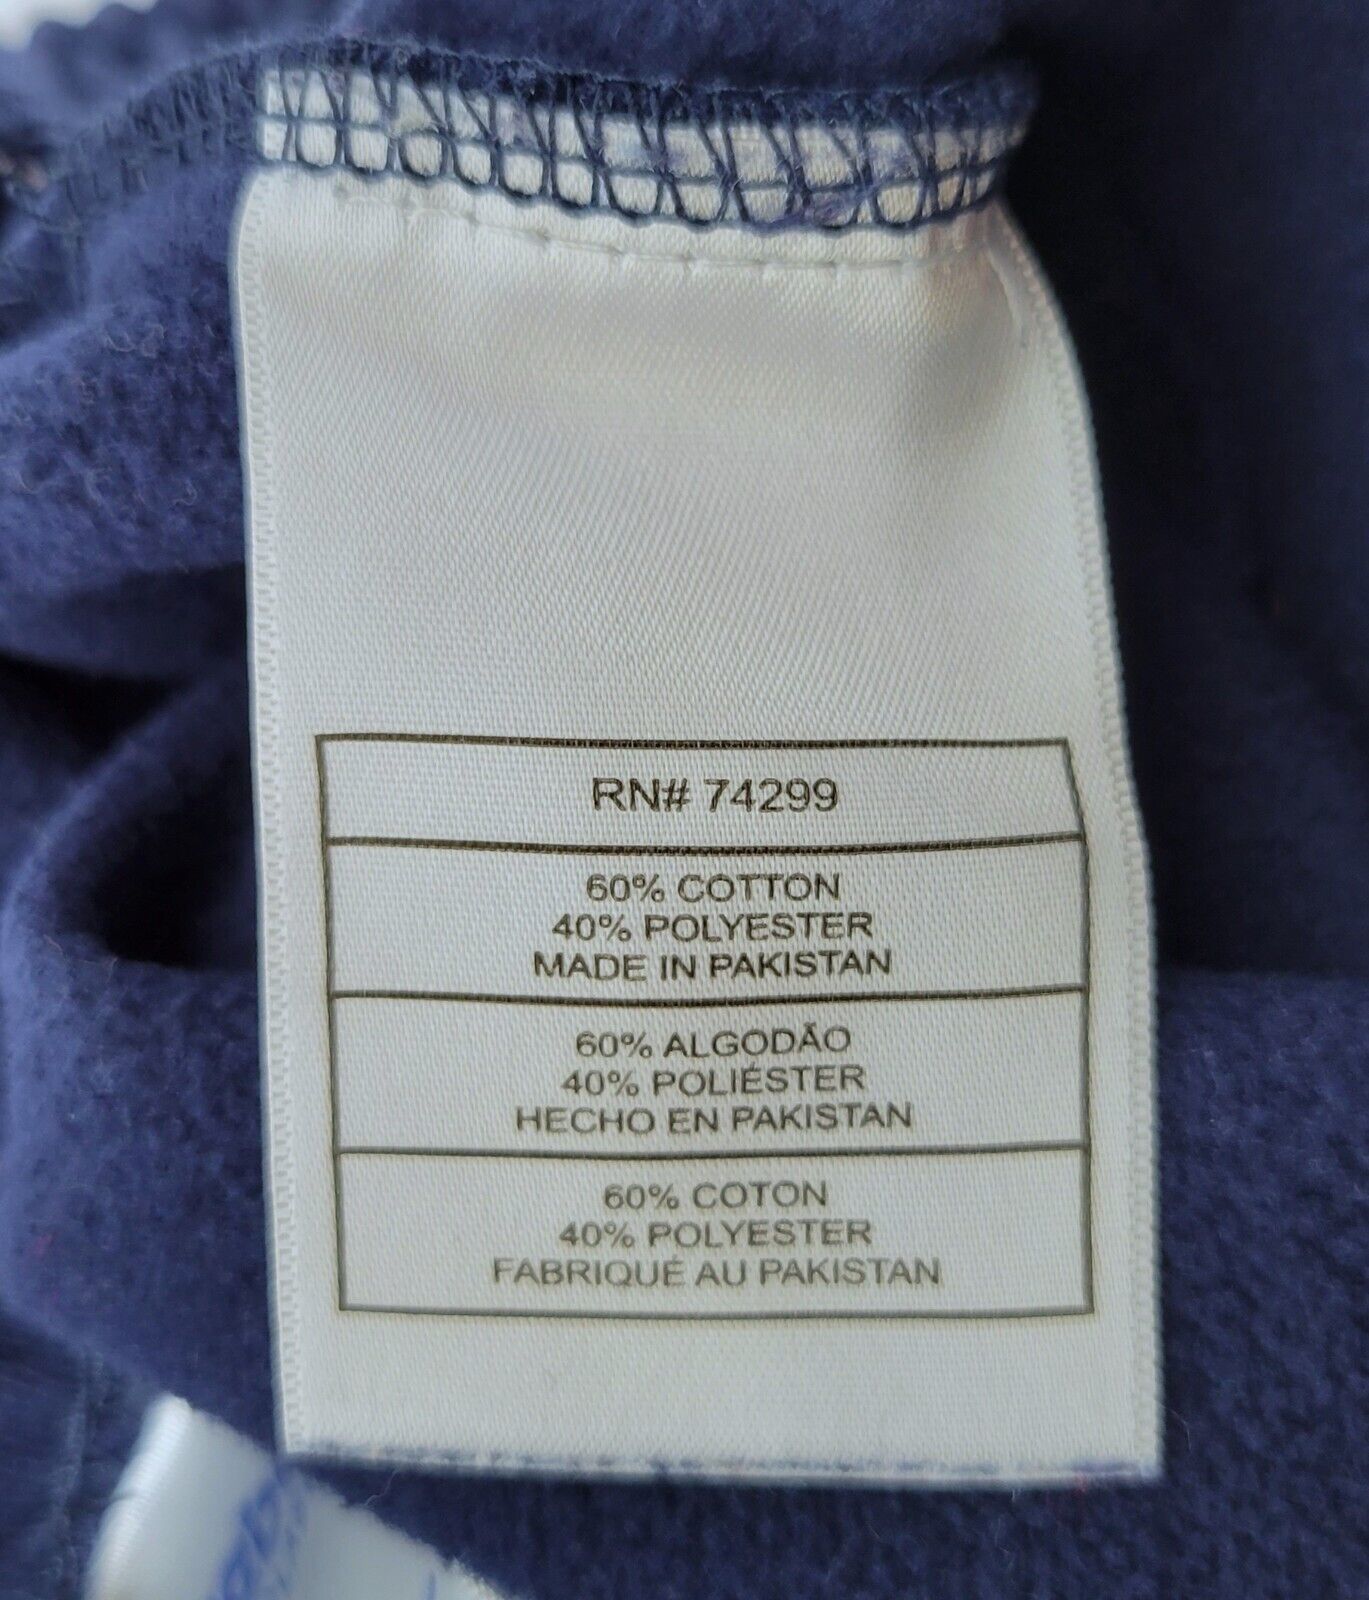 RN# 74299
60% COTTON
40% POLYESTER
MADE IN PAKISTAN
60% ALGODÃO
40% POLIÉSTER
HECHO EN PAKISTAN
60% COTON
40% POLYESTER
FABRIQUÉ AU PAKISTAN